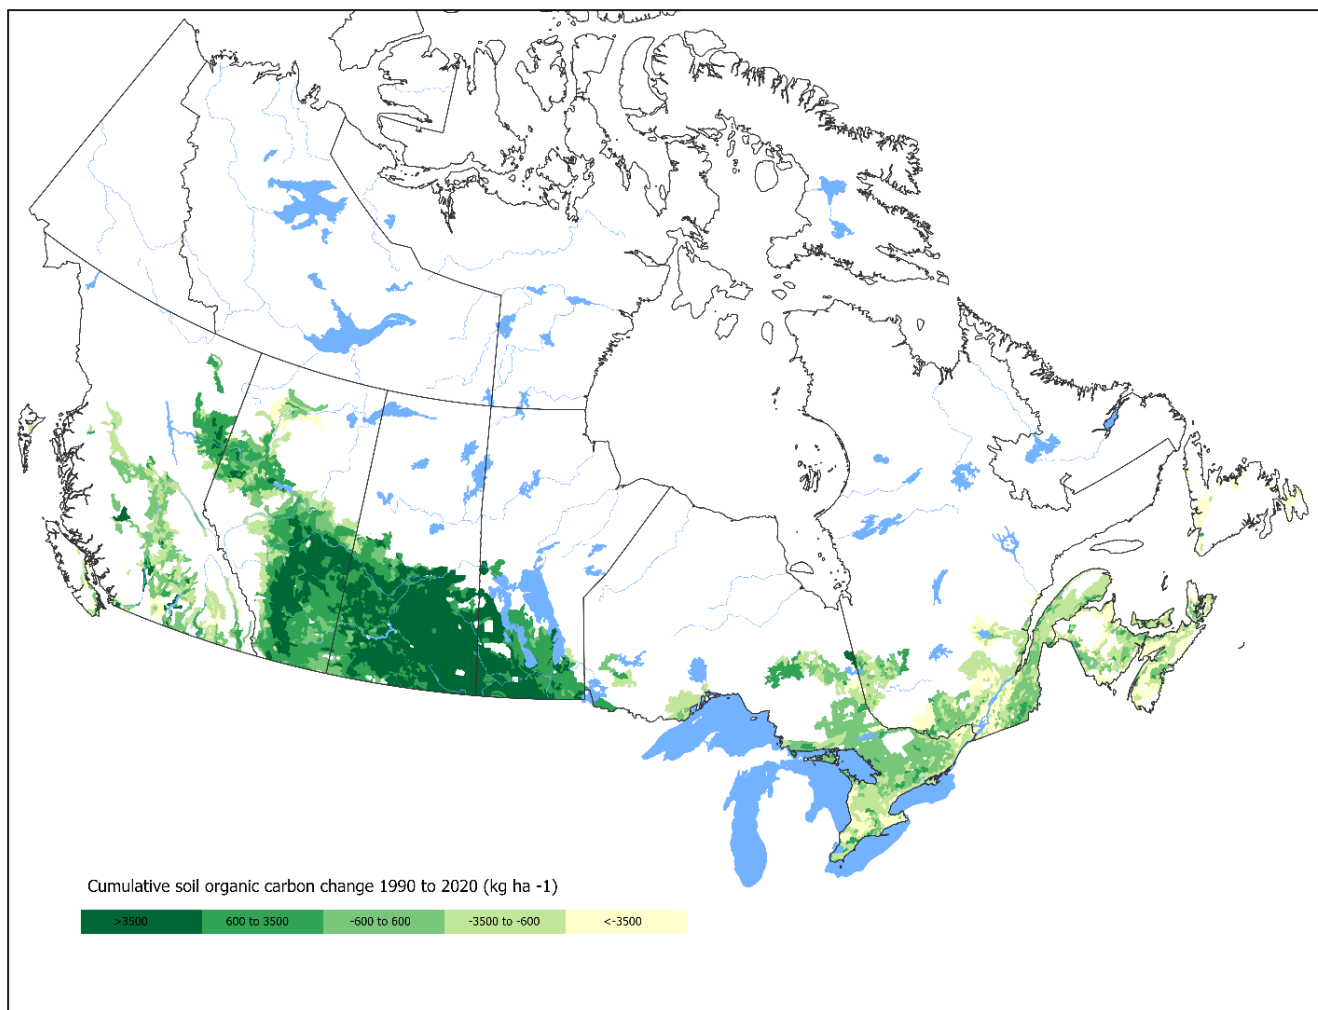 Cumulative soil organic carbon change 1990 to 2020 (kg ha -1)
>3500 600 to 3500 -600 to 600 -3500 to -600 <-3500